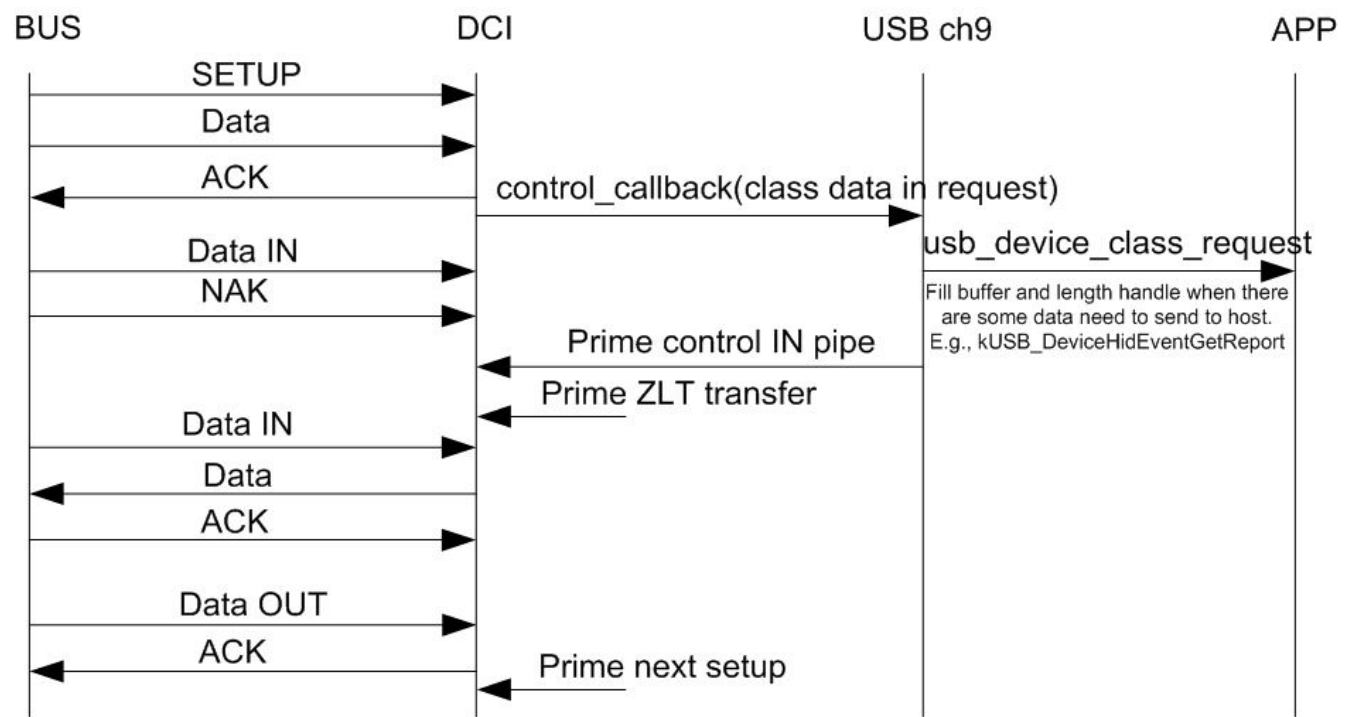 BUS DCI USB ch9 APP
SETUP
Data
ACK
control_callback(class data in request)
Data IN
usb_device_class_request
NAK
Fill buffer and length handle when there
are some data need to send to host.
E.g., kUSB_DeviceHidEventGetReport
Prime control IN pipe
Prime ZLT transfer
Data IN
Data
ACK
Data OUT
ACK
Prime next setup